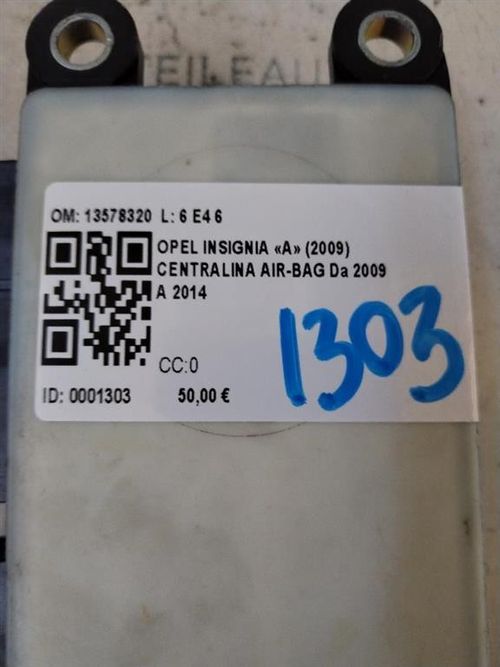 OM: 13578320 L: 6 E4 6
OPEL INSIGNIA «A» (2009)
CENTRALINA AIR-BAG Da 2009
A 2014
1303
CC:0
ID: 0001303 50,00 €